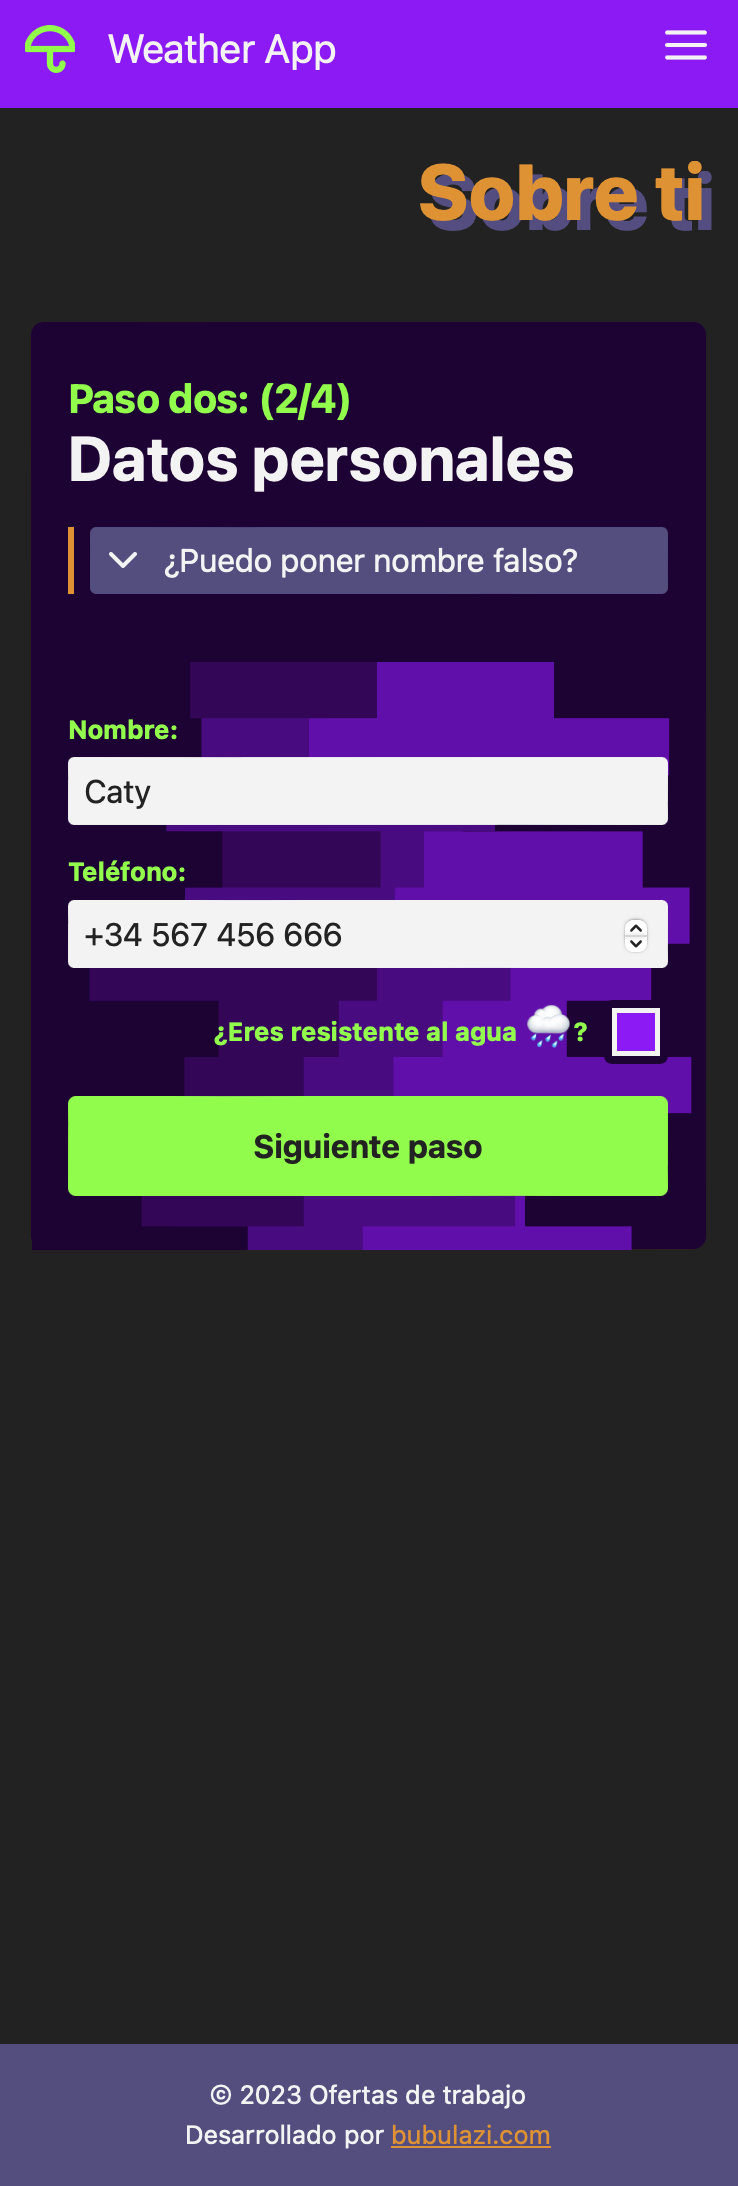 Weather App
Sobre ti
Paso dos: (2/4)
Datos personales
¿Puedo poner nombre falso?
Nombre:
Caty
Teléfono:
+34 567 456 666
¿Eres resistente al agua 🌧️?
Siguiente paso
© 2023 Ofertas de trabajo
Desarrollado por bubulazi.com